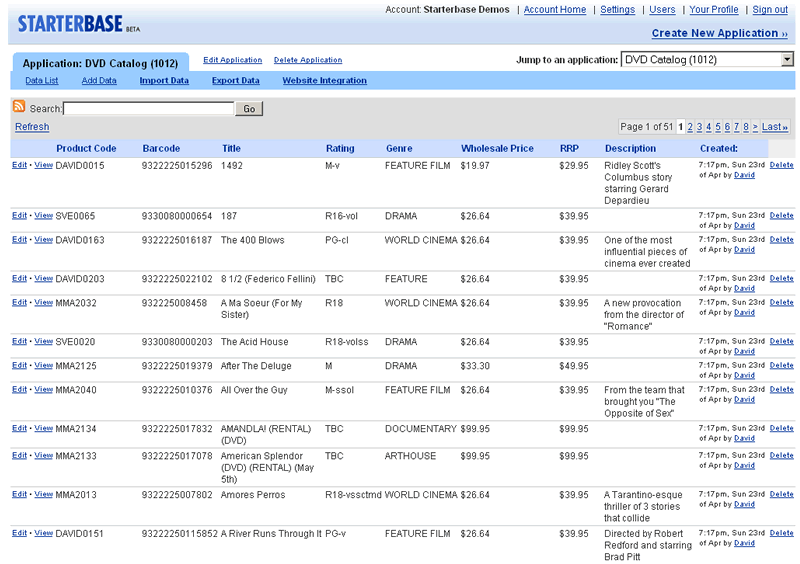 Account: Starterbase Demos | Account Home | Settings | Users | Your Profile | Sign out
STARTERBASE BETA
Create New Application ››
Application: DVD Catalog (1012) Edit Application Delete Application Jump to an application: DVD Catalog (1012)
Data List Add Data Import Data Export Data Website Integration
Search: Go
Refresh Page 1 of 51 1 2 3 4 5 6 7 8 > Last »
Product Code Barcode Title Rating Genre Wholesale Price RRP Description Created:
Edit · View DAVID0015 9322225015296 1492 M-v FEATURE FILM $19.97 $29.95 Ridley Scott's 7:17pm, Sun 23rd Delete
Columbus story of Apr by David
starring Gerard
Depardieu
Edit · View SVE0065 9330080000654 187 R16-vol DRAMA $26.64 $39.95 7:17pm, Sun 23rd Delete
of Apr by David
Edit · View DAVID0163 9322225016187 The 400 Blows PG-cl WORLD CINEMA $26.64 $39.95 One of the most 7:17pm, Sun 23rd Delete
influential pieces of of Apr by David
cinema ever created
Edit · View DAVID0203 9322225022102 8 1/2 (Federico Fellini) TBC FEATURE $26.64 $39.95 7:17pm, Sun 23rd Delete
of Apr by David
Edit · View MMA2032 932225008458 A Ma Soeur (For My R18 WORLD CINEMA $26.64 $39.95 A new provocation 7:17pm, Sun 23rd Delete
Sister) from the director of of Apr by David
"Romance"
Edit · View SVE0020 9330080000203 The Acid House R18-volss DRAMA $26.64 $39.95 7:17pm, Sun 23rd Delete
of Apr by David
Edit · View MMA2125 9322225019379 After The Deluge M DRAMA $33.30 $49.95 7:17pm, Sun 23rd Delete
of Apr by David
Edit · View MMA2040 9322225010376 All Over the Guy M-ssol FEATURE FILM $26.64 $39.95 From the team that 7:17pm, Sun 23rd Delete
brought you "The of Apr by David
Opposite of Sex"
Edit · View MMA2134 9322225017832 AMANDLA! (RENTAL) TBC DOCUMENTARY $99.95 $99.95 7:17pm, Sun 23rd Delete
(DVD) of Apr by David
Edit · View MMA2133 9322225017078 American Splendor TBC ARTHOUSE $99.95 $99.95 7:17pm, Sun 23rd Delete
(DVD) (RENTAL) (May of Apr by David
5th)
Edit · View MMA2013 9322225007802 Amores Perros R18-vssctmd WORLD CINEMA $26.64 $39.95 A Tarantino-esque 7:17pm, Sun 23rd Delete
thriller of 3 stories of Apr by David
that collide
Edit · View DAVID0151 9322225115852 A River Runs Through It PG-v FEATURE FILM $26.64 $39.95 Directed by Robert 7:17pm, Sun 23rd Delete
Redford and starring of Apr by David
Brad Pitt